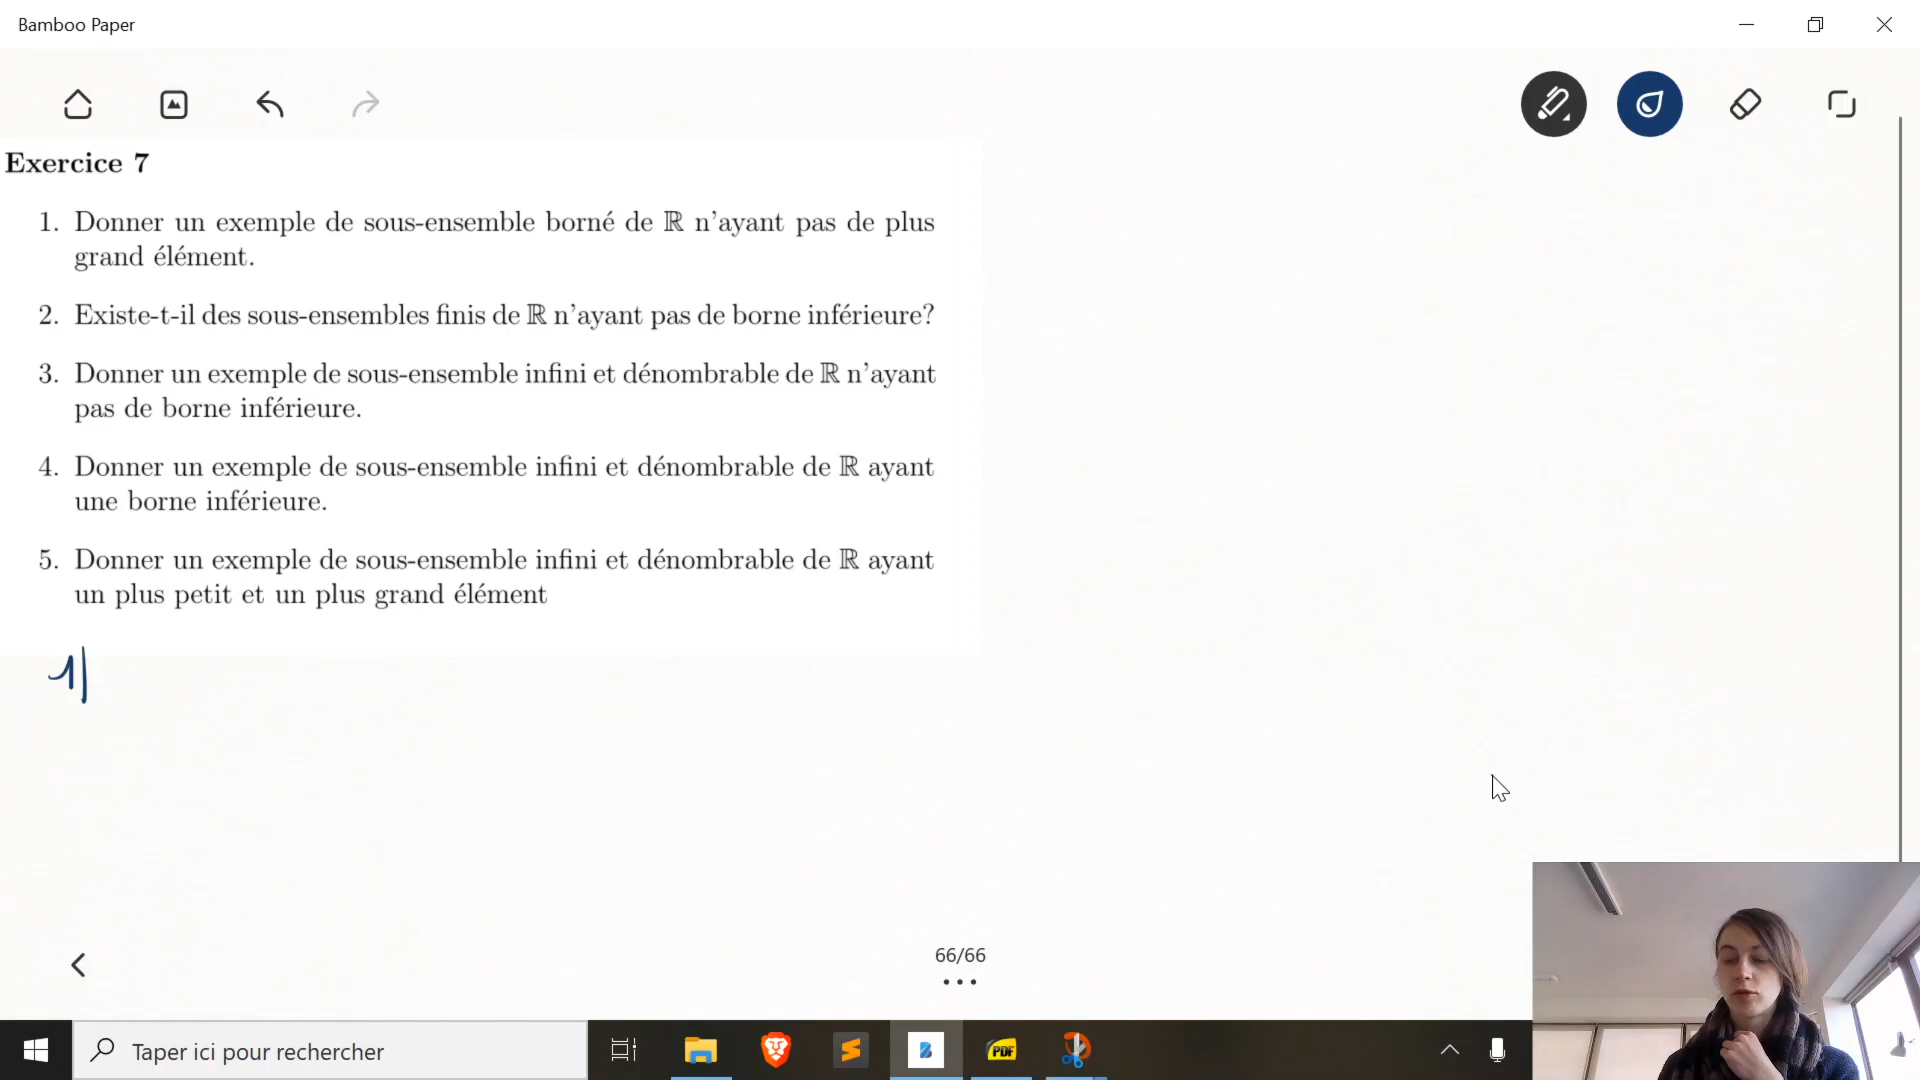 Bamboo Paper
Exercice 7
1. Donner un exemple de sous-ensemble borné de ℝ n'ayant pas de plus
grand élément.
2. Existe-t-il des sous-ensembles finis de ℝ n'ayant pas de borne inférieure?
3. Donner un exemple de sous-ensemble infini et dénombrable de ℝ n'ayant
pas de borne inférieure.
4. Donner un exemple de sous-ensemble infini et dénombrable de ℝ ayant
une borne inférieure.
5. Donner un exemple de sous-ensemble infini et dénombrable de ℝ ayant
un plus petit et un plus grand élément
1|
66/66
Taper ici pour rechercher
PDF